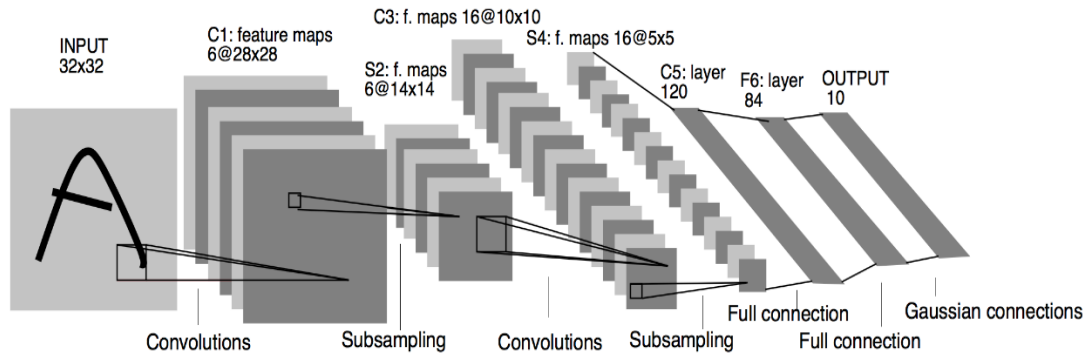 INPUT
32x32
C1: feature maps
6@28x28
S2: f. maps
6@14x14
C3: f. maps 16@10x10
S4: f. maps 16@5x5
C5: layer
120
F6: layer
84
OUTPUT
10
Convolutions
Subsampling
Convolutions
Subsampling
Full connection
Full connection
Gaussian connections
A